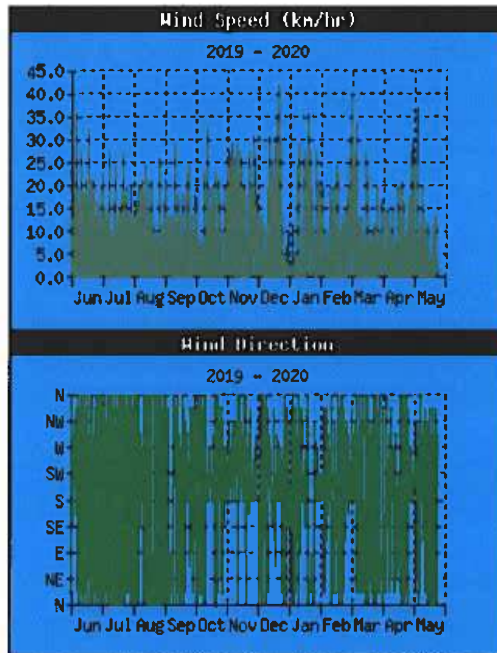 Wind Speed (km/hr)
2019 - 2020
45.0
40.0
35.0
30.0
25.0
20.0
15.0
10.0
5.0
0.0
Jun Jul Aug Sep Oct Nov Dec Jan Feb Mar Apr May
Wind Direction
2019 - 2020
N
NW
W
SW
S
SE
E
NE
N
Jun Jul Aug Sep Oct Nov Dec Jan Feb Mar Apr May